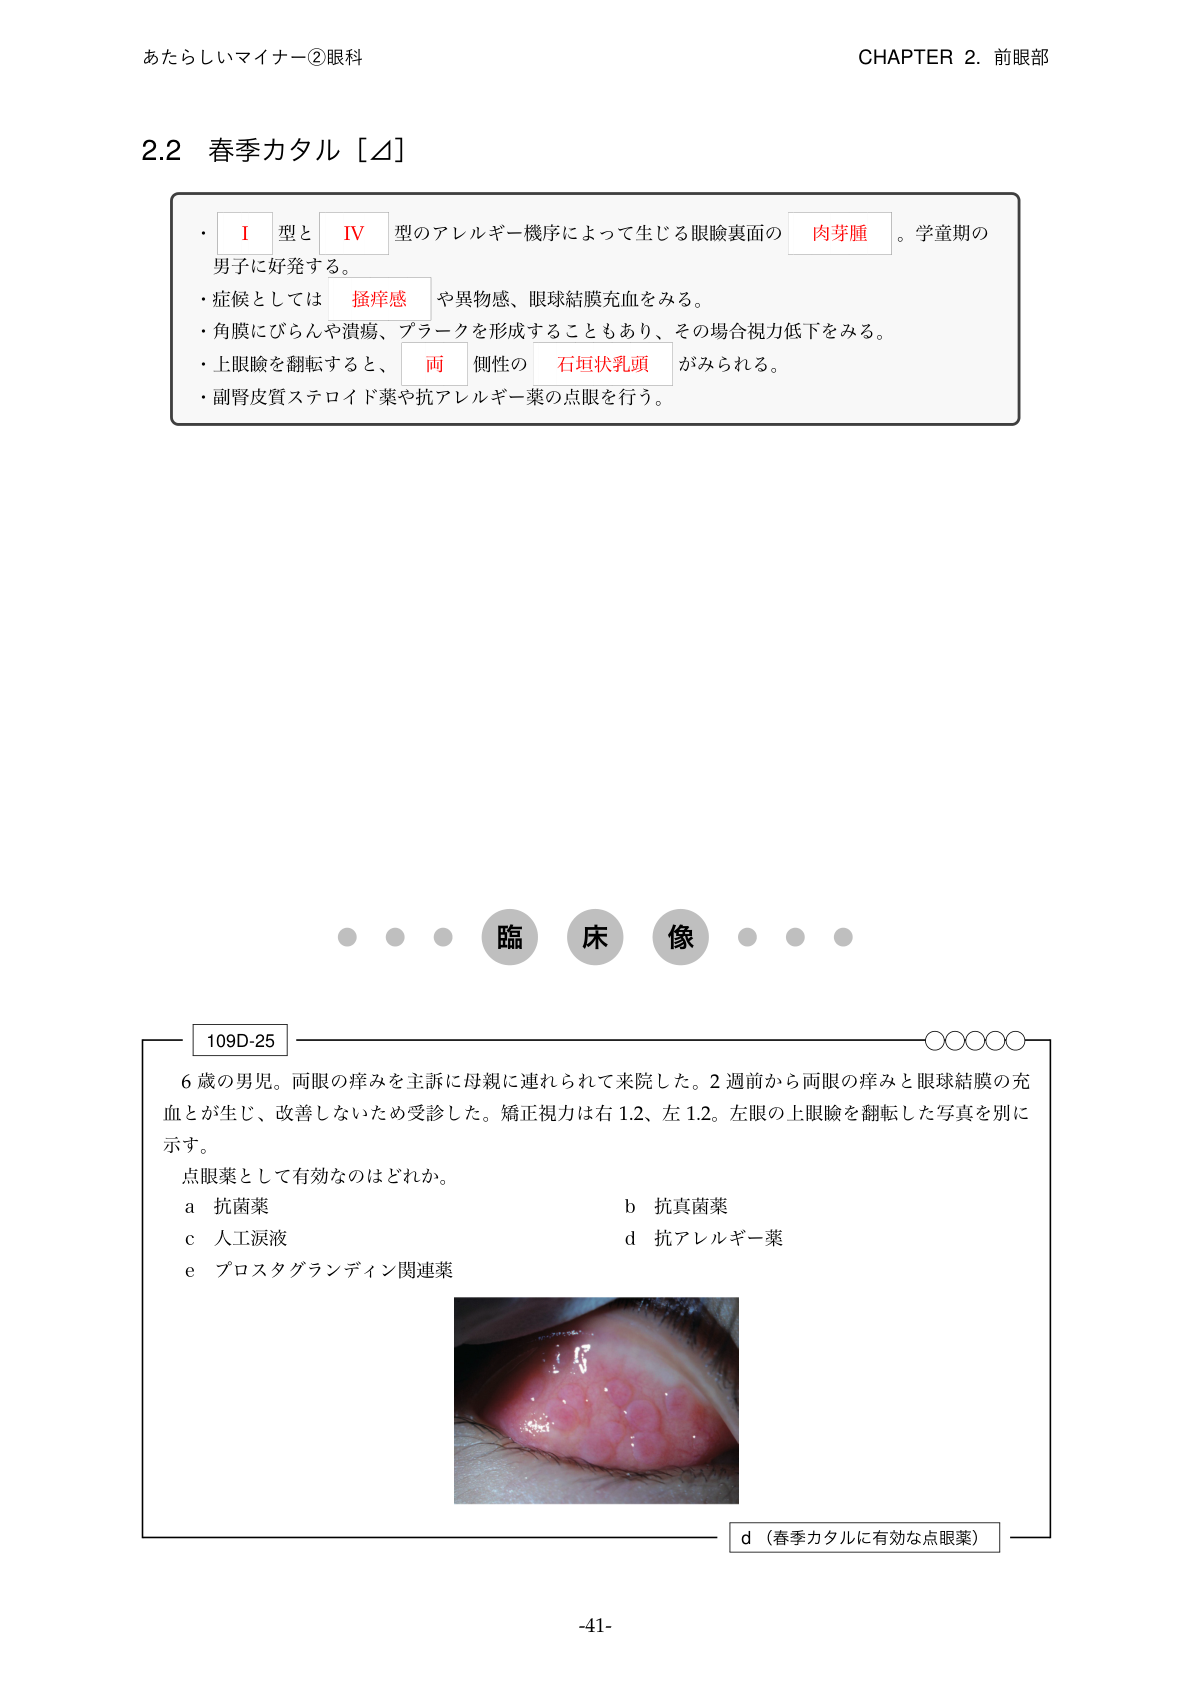 あたらしいマイナー②眼科 CHAPTER 2. 前眼部
2.2 春季カタル［⊿］
・ I 型と IV 型のアレルギー機序によって生じる眼瞼裏面の 肉芽腫 。学童期の
男子に好発する。
・症候としては 掻痒感 や異物感、眼球結膜充血をみる。
・角膜にびらんや潰瘍、プラークを形成することもあり、その場合視力低下をみる。
・上眼瞼を翻転すると、 両 側性の 石垣状乳頭 がみられる。
・副腎皮質ステロイド薬や抗アレルギー薬の点眼を行う。
臨 床 像
109D-25
6 歳の男児。両眼の痒みを主訴に母親に連れられて来院した。2 週前から両眼の痒みと眼球結膜の充
血とが生じ、改善しないため受診した。矯正視力は右 1.2、左 1.2。左眼の上眼瞼を翻転した写真を別に
示す。
点眼薬として有効なのはどれか。
a 抗菌薬 b 抗真菌薬
c 人工涙液 d 抗アレルギー薬
e プロスタグランディン関連薬
d （春季カタルに有効な点眼薬）
-41-